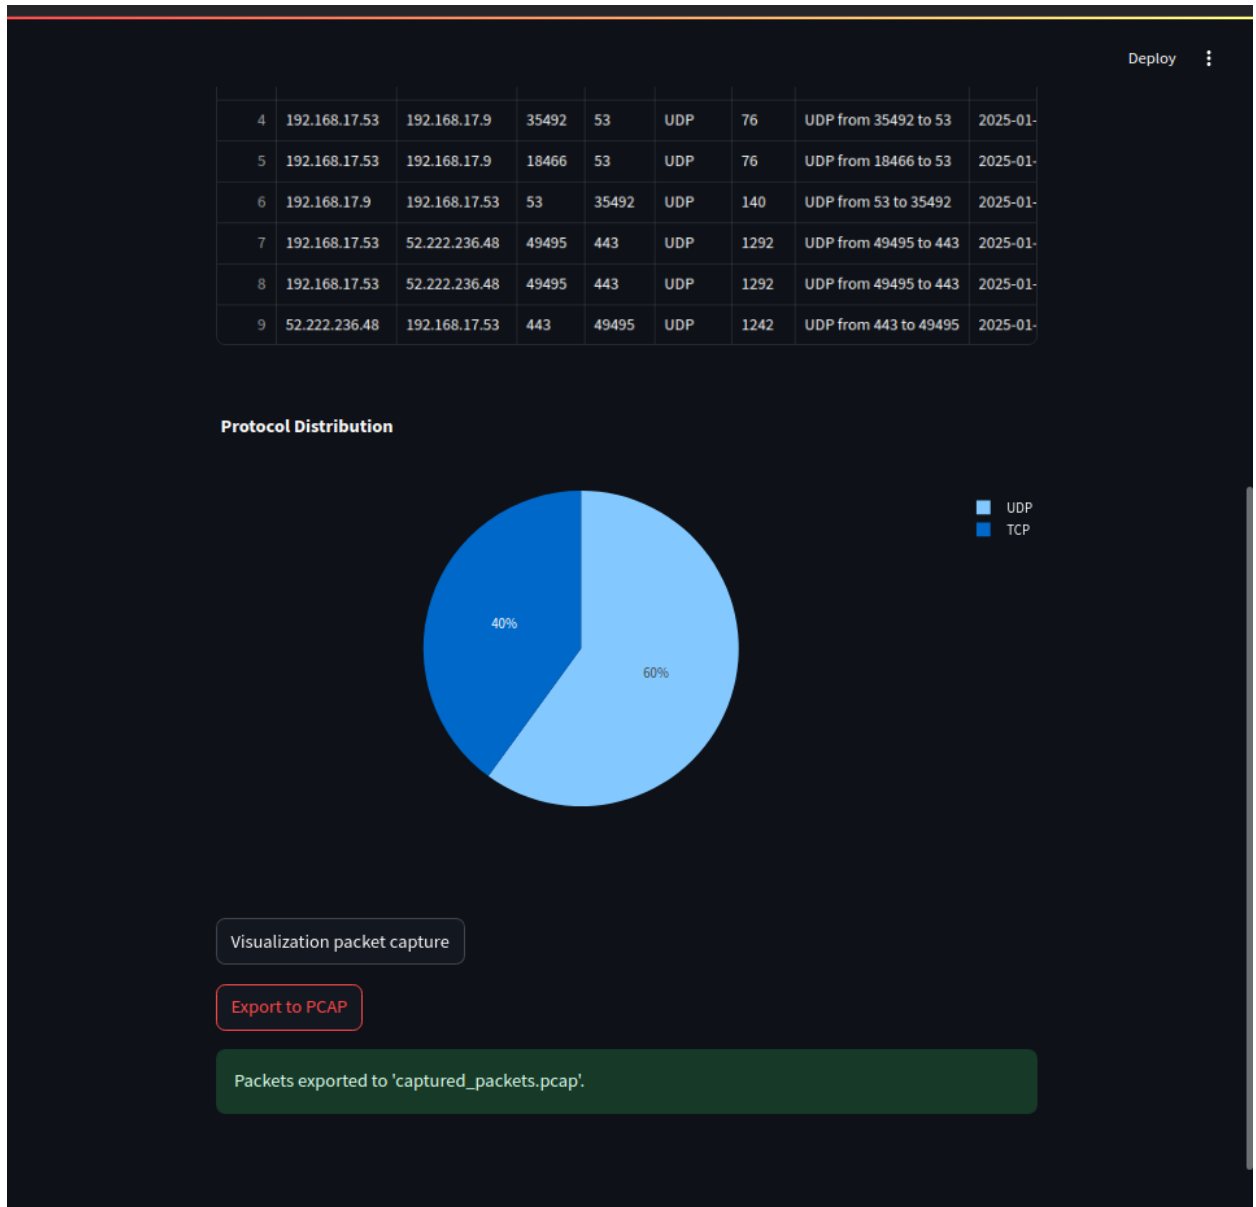 Deploy
4 192.168.17.53 192.168.17.9 35492 53 UDP 76 UDP from 35492 to 53 2025-01-
5 192.168.17.53 192.168.17.9 18466 53 UDP 76 UDP from 18466 to 53 2025-01-
6 192.168.17.9 192.168.17.53 53 35492 UDP 140 UDP from 53 to 35492 2025-01-
7 192.168.17.53 52.222.236.48 49495 443 UDP 1292 UDP from 49495 to 443 2025-01-
8 192.168.17.53 52.222.236.48 49495 443 UDP 1292 UDP from 49495 to 443 2025-01-
9 52.222.236.48 192.168.17.53 443 49495 UDP 1242 UDP from 443 to 49495 2025-01-
Protocol Distribution
UDP
TCP
40%
60%
Visualization packet capture
Export to PCAP
Packets exported to 'captured_packets.pcap'.